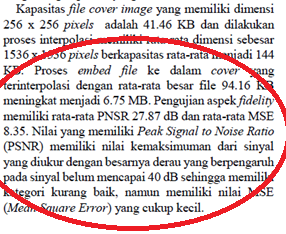 Kapasitas file cover image yang memiliki dimensi
256 x 256 pixels adalah 41.46 KB dan dilakukan
proses interpolasi memiliki rata-rata dimensi sebesar
1536 x 1536 pixels berkapasitas rata-rata menjadi 144
KB. Proses embed file ke dalam cover yang
terinterpolasi dengan rata-rata besar file 94.16 KB
meningkat menjadi 6.75 MB. Pengujian aspek fidelity
memiliki rata-rata PNSR 27.87 dB dan rata-rata MSE
8.35. Nilai yang memiliki Peak Signal to Noise Ratio
(PSNR) memiliki nilai kemaksimuman dari sinyal
yang diukur dengan besarnya derau yang berpengaruh
pada sinyal belum mencapai 40 dB sehingga memiliki
kategori kurang baik, namun memiliki nilai MSE
(Mean Square Error) yang cukup kecil.